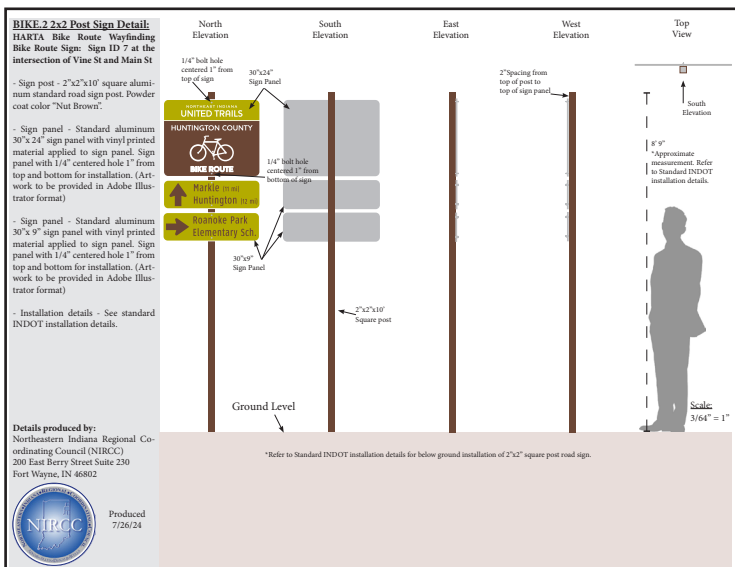 BIKE.2 2x2 Post Sign Detail:
HARTA Bike Route Wayfinding
Bike Route Sign: Sign ID 7 at the
intersection of Vine St and Main St
- Sign post - 2"x2"x10' square alumi-
num standard road sign post. Powder
coat color “Nut Brown”.
- Sign panel - Standard aluminum
30"x 24" sign panel with vinyl printed
material applied to sign panel. Sign
panel with 1/4" centered hole 1" from
top and bottom for installation. (Art-
work to be provided in Adobe Illus-
trator format)
- Sign panel - Standard aluminum
30"x 9" sign panel with vinyl printed
material applied to sign panel. Sign
panel with 1/4" centered hole 1" from
top and bottom for installation. (Art-
work to be provided in Adobe Illus-
trator format)
- Installation details - See standard
INDOT installation details.
Details produced by:
Northeastern Indiana Regional Co-
ordinating Council (NIRCC)
200 East Berry Street Suite 230
Fort Wayne, IN 46802
NIRCC
Produced
7/26/24
North
Elevation
South
Elevation
East
Elevation
West
Elevation
Top
View
1/4" bolt hole
centered 1" from
top of sign
30"x24"
Sign Panel
NORTHEAST INDIANA
UNITED TRAILS
HUNTINGTON COUNTY
BIKE ROUTE
1/4" bolt hole
centered 1" from
bottom of sign
Markle (11 mi)
Huntington (12 mi)
Roanoke Park
Elementary Sch.
30"x9"
Sign Panel
2"x2"x10'
Square post
2" Spacing from
top of post to
top of sign panel
South
Elevation
8' 9"
*Approximate
measurement. Refer
to Standard INDOT
installation details.
Scale:
3/64" = 1"
Ground Level
*Refer to Standard INDOT installation details for below ground installation of 2"x2" square post road sign.